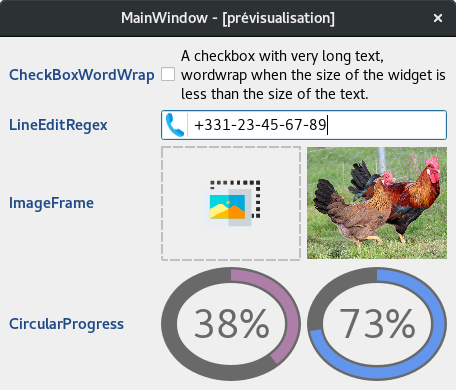 MainWindow - [prévisualisation]
×
CheckBoxWordWrap
A checkbox with very long text,
wordwrap when the size of the widget is
less than the size of the text.
LineEditRegex
+331-23-45-67-89
ImageFrame
CircularProgress
38%
73%